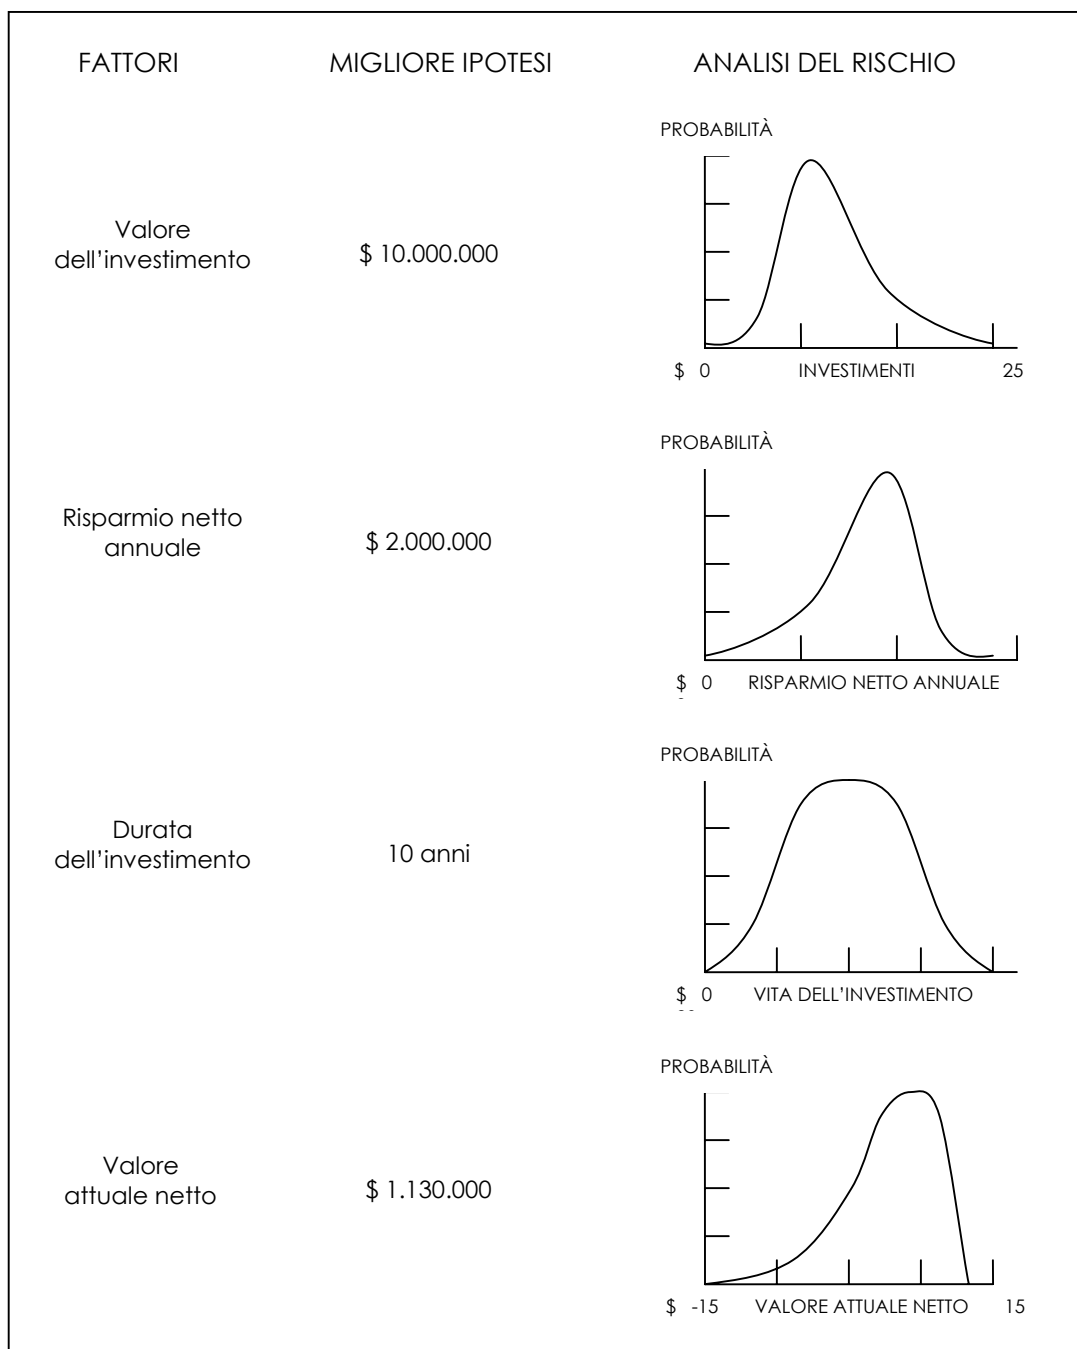 FATTORI MIGLIORE IPOTESI ANALISI DEL RISCHIO
PROBABILITÀ
Valore
dell'investimento
$ 10.000.000
$ 0 INVESTIMENTI 25
PROBABILITÀ
Risparmio netto
annuale
$ 2.000.000
$ 0 RISPARMIO NETTO ANNUALE
PROBABILITÀ
Durata
dell'investimento
10 anni
$ 0 VITA DELL'INVESTIMENTO
PROBABILITÀ
Valore
attuale netto
$ 1.130.000
$ -15 VALORE ATTUALE NETTO 15